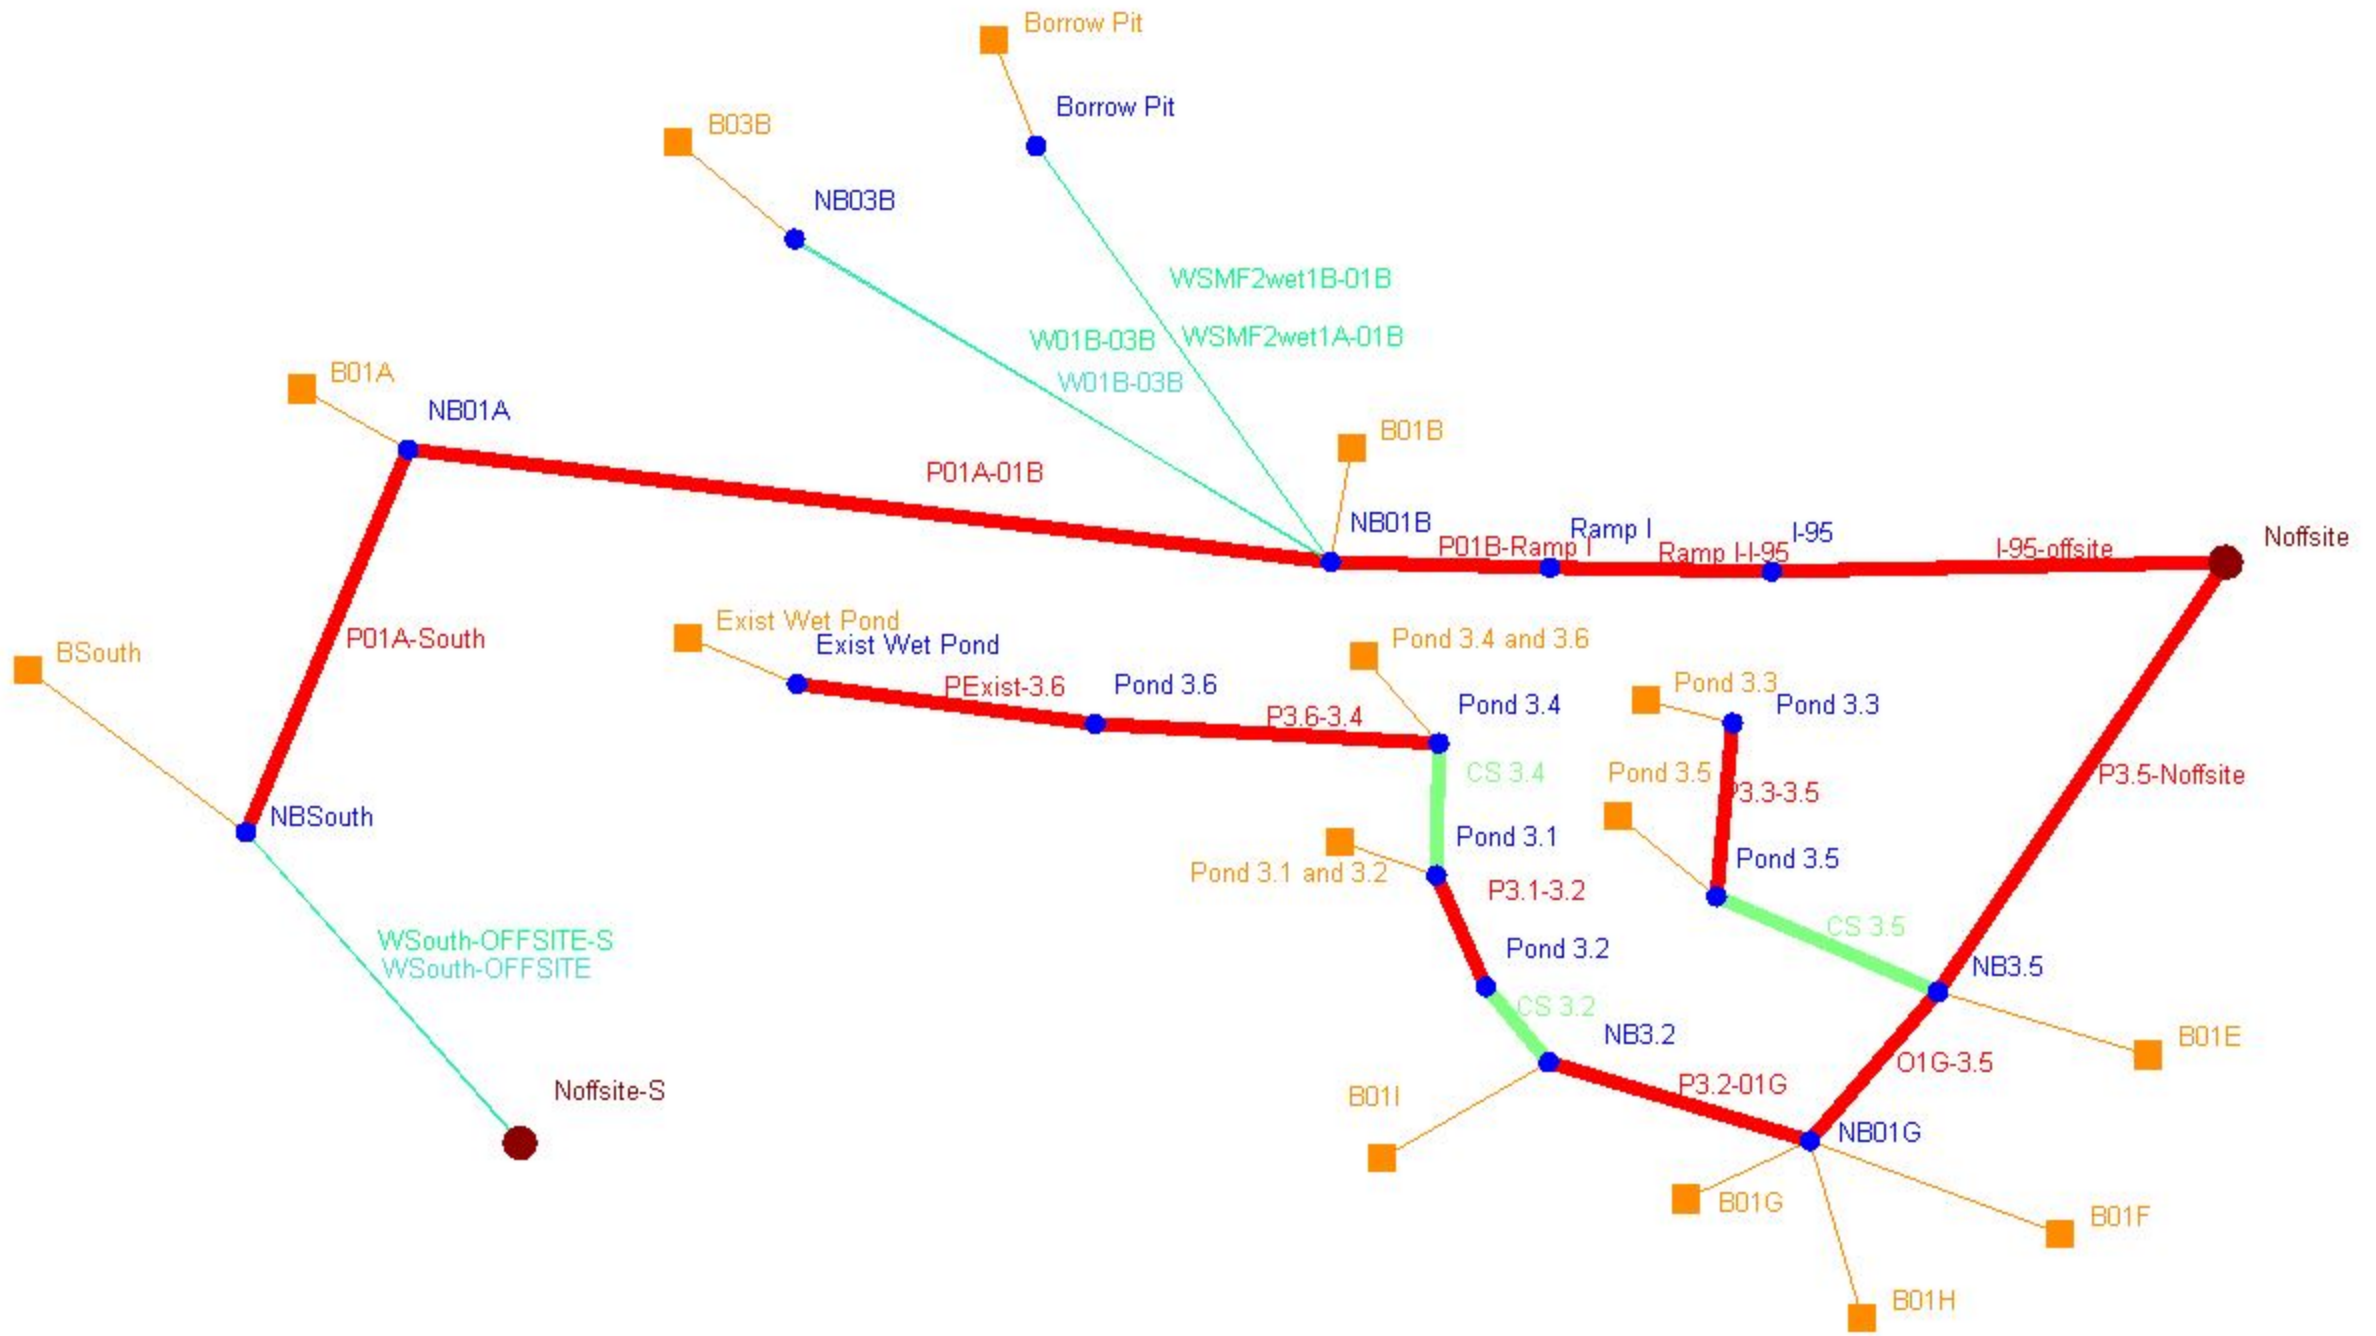 Borrow Pit
Borrow Pit
B03B
NB03B
WSMF2wet1B-01B
W01B-03B
WSMF2wet1A-01B
W01B-03B
B01A
NB01A
B01B
P01A-01B
NB01B
P01B-Ramp I
Ramp I
Ramp I-I-95
I-95
I-95-offsite
Noffsite
BSouth
P01A-South
Exist Wet Pond
Exist Wet Pond
PExist-3.6
Pond 3.6
P3.6-3.4
Pond 3.4 and 3.6
Pond 3.4
Pond 3.3
Pond 3.3
CS 3.4
Pond 3.5
P3.3-3.5
P3.5-Noffsite
NBSouth
Pond 3.1
Pond 3.1 and 3.2
Pond 3.5
P3.1-3.2
CS 3.5
WSouth-OFFSITE-S
WSouth-OFFSITE
Pond 3.2
NB3.5
CS 3.2
NB3.2
B01E
O1G-3.5
Noffsite-S
B01I
P3.2-01G
NB01G
B01G
B01F
B01H